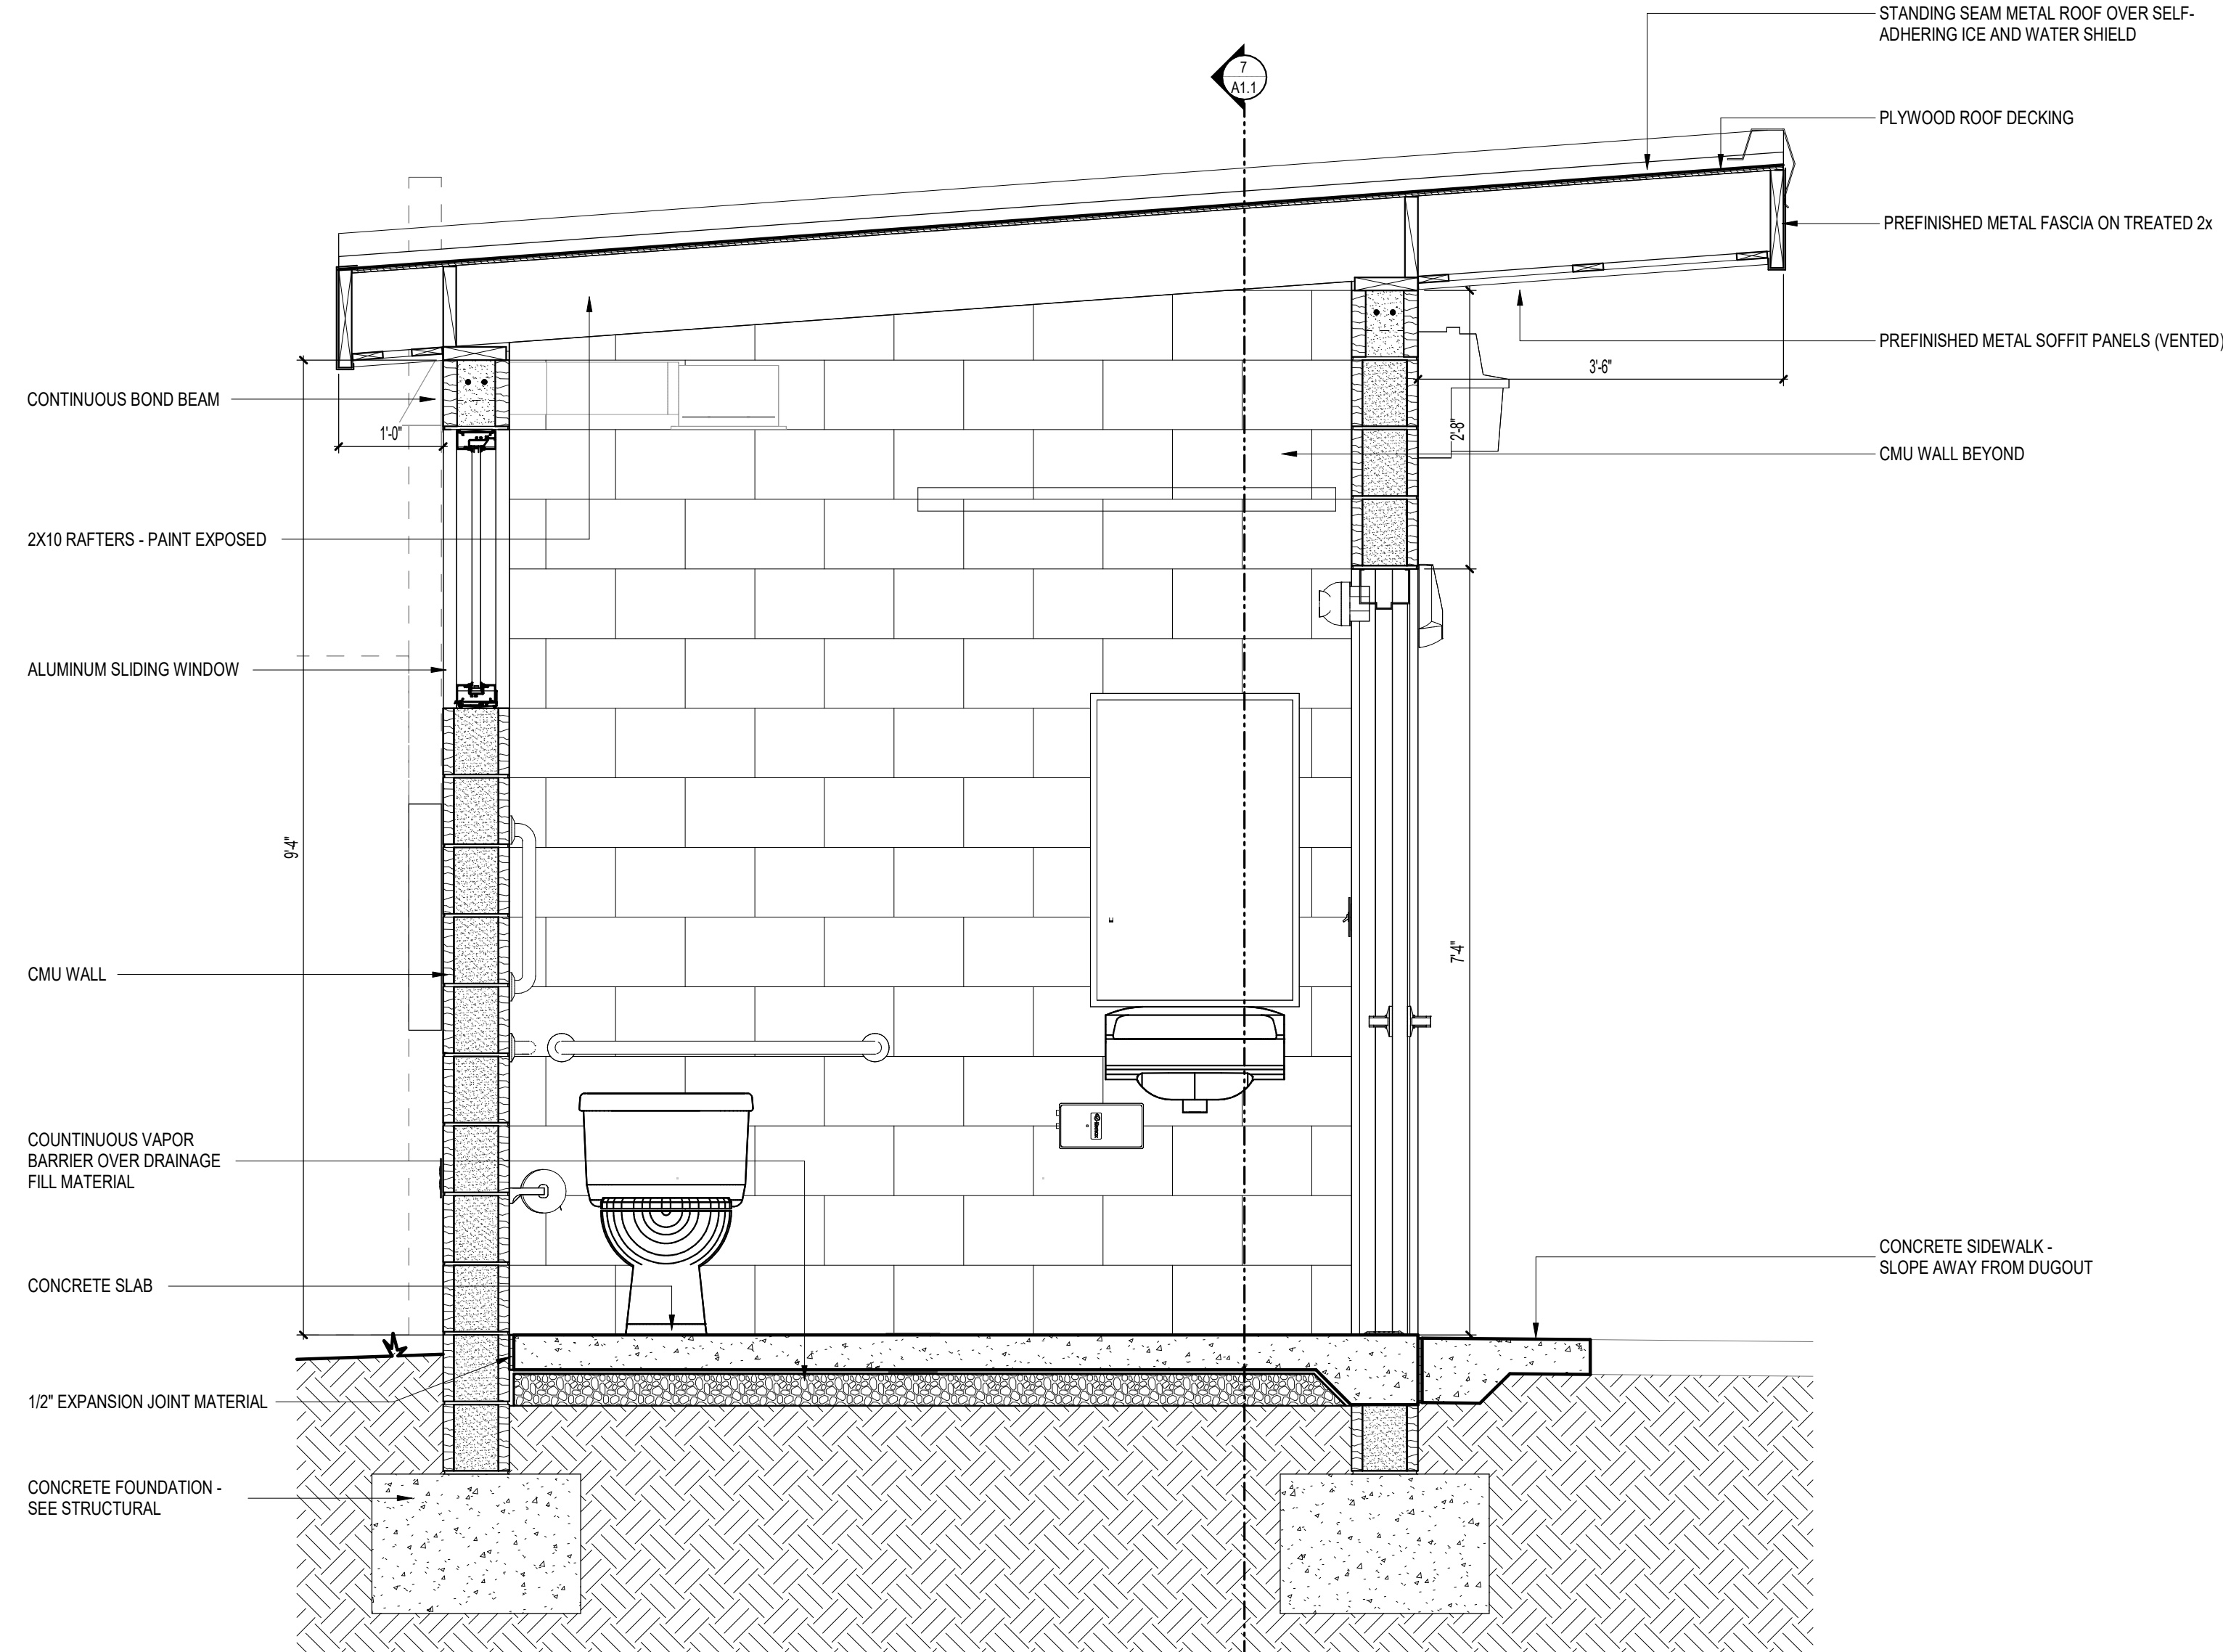 STANDING SEAM METAL ROOF OVER SELF-
ADHERING ICE AND WATER SHIELD
7
A1.1
PLYWOOD ROOF DECKING
PREFINISHED METAL FASCIA ON TREATED 2x
PREFINISHED METAL SOFFIT PANELS (VENTED)
3'-6"
CONTINUOUS BOND BEAM
1'-0"
2'-8"
CMU WALL BEYOND
2X10 RAFTERS - PAINT EXPOSED
ALUMINUM SLIDING WINDOW
9'-4"
7'-4"
CMU WALL
COUNTINUOUS VAPOR
BARRIER OVER DRAINAGE
FILL MATERIAL
CONCRETE SIDEWALK -
SLOPE AWAY FROM DUGOUT
CONCRETE SLAB
1/2" EXPANSION JOINT MATERIAL
CONCRETE FOUNDATION -
SEE STRUCTURAL